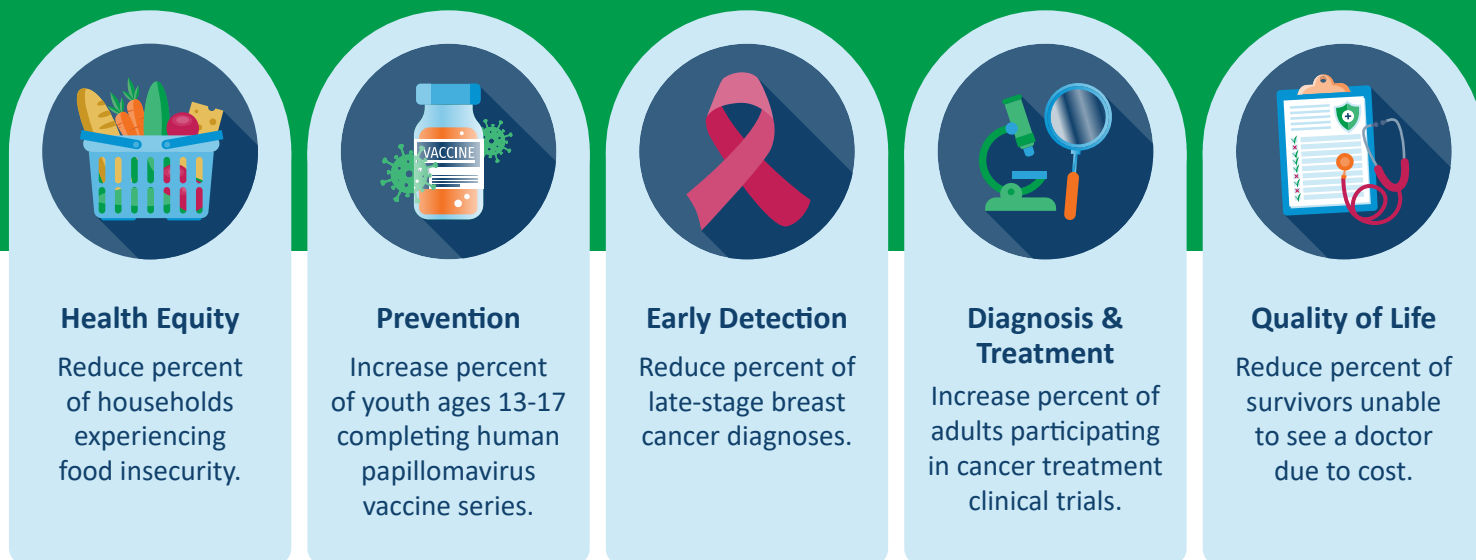 VACCINE
Health Equity
Reduce percent
of households
experiencing
food insecurity.
Prevention
Increase percent
of youth ages 13-17
completing human
papillomavirus
vaccine series.
Early Detection
Reduce percent of
late-stage breast
cancer diagnoses.
Diagnosis &
Treatment
Increase percent of
adults participating
in cancer treatment
clinical trials.
Quality of Life
Reduce percent of
survivors unable
to see a doctor
due to cost.